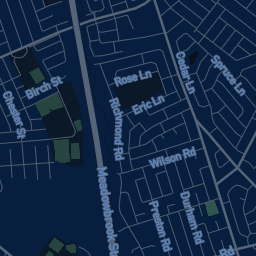 Rose Ln
Cedar Ln
Spruce Ln
Birch St
Eric Ln
Chester St
Richmond Rd
Wilson Rd
Meadowbrook St
Preston Rd
Durham Rd
Rd